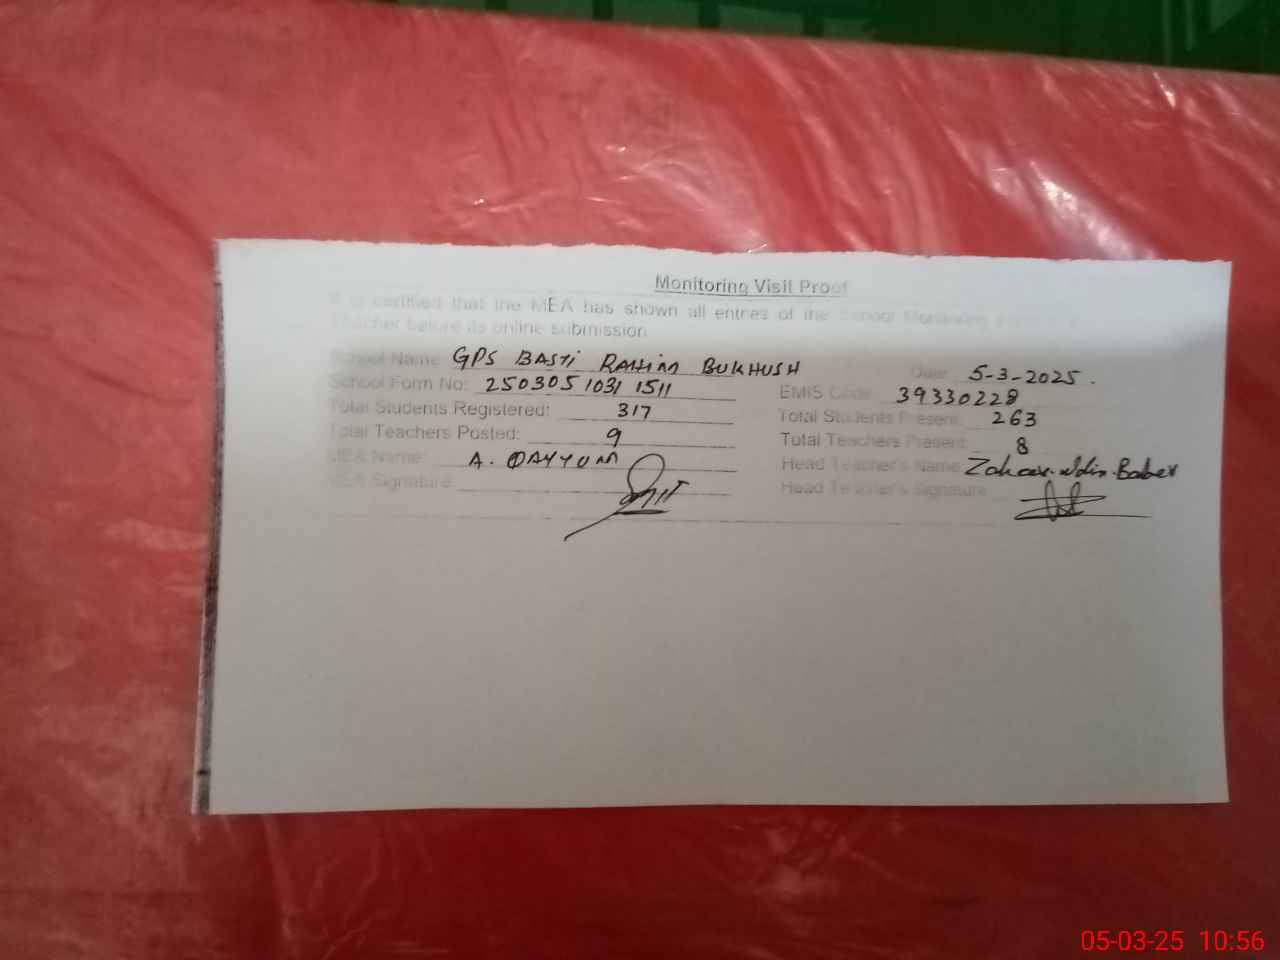 Monitoring Visit Proof
It is certified that the MEA has shown all entres of the School Monitoring
Teacher before its online submission
School Name GPS BASTI RAHIM BUKHUSH Date 5-3-2025.
School Form No: 250305 1031 1511 EMIS Code 39330228
Total Students Registered: 317 Total Students Present 263
Total Teachers Posted: 9 Total Teachers Present 8
MEA Name: A. QAYYUM Head Teacher's Name Baber
MEA Signature Head Teacher's Signature
05-03-25 10:56